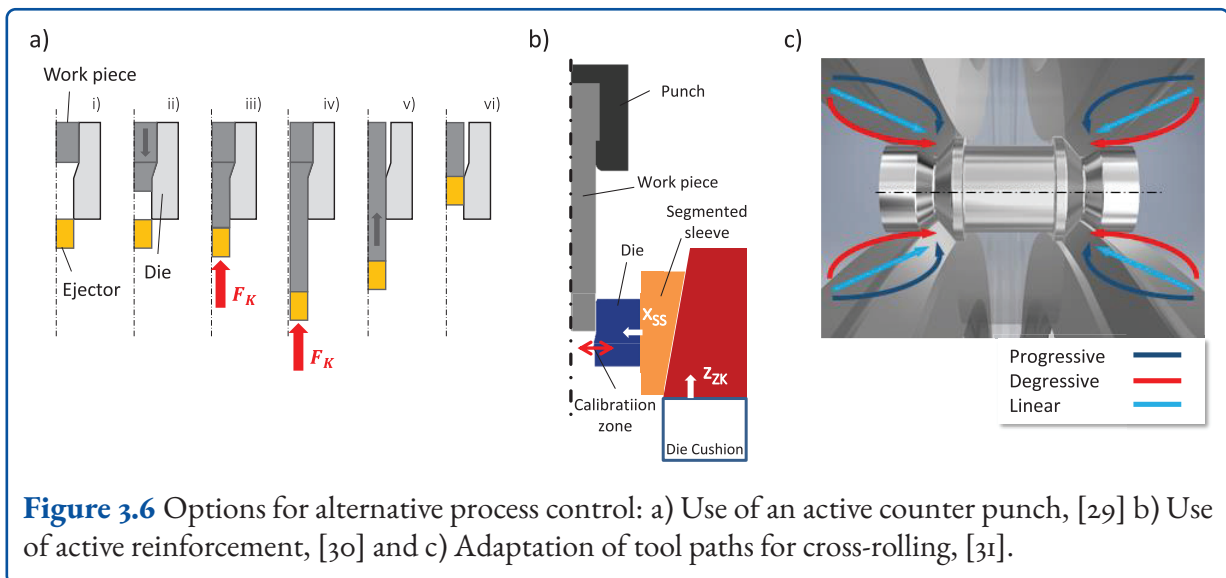 a)
Work piece
i)
ii)
iii)
iv)
v)
vi)
Ejector
Die
F_K
F_K
b)
Punch
Work piece
Segmented
sleeve
Die
X_SS
Z_ZK
Calibratiion
zone
Die Cushion
c)
Progressive
Degressive
Linear
Figure 3.6 Options for alternative process control: a) Use of an active counter punch, [29] b) Use
of active reinforcement, [30] and c) Adaptation of tool paths for cross-rolling, [31].